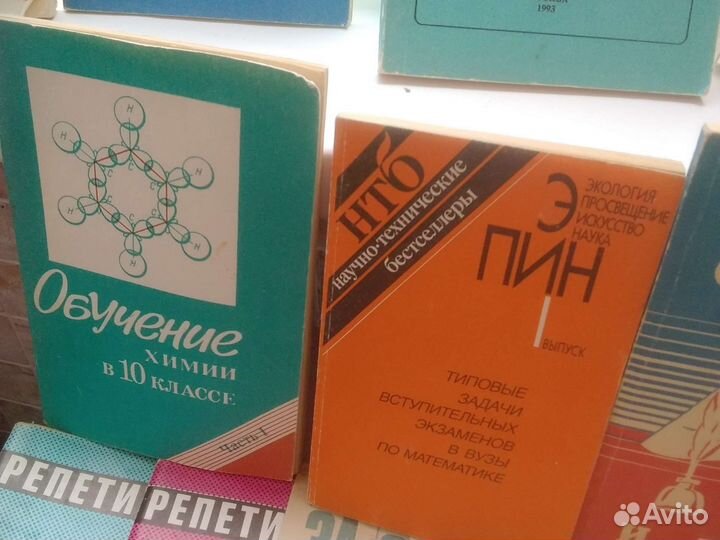 1993
H
H
H
H
H
H
C
C
C
C
C
C
Обучение
химии
в 10 классе
Часть 1
НТб
научно-технические
бестселлеры
Э
ПИН
ЭКОЛОГИЯ
ПРОСВЕЩЕНИЕ
ИСКУССТВО
НАУКА
1
ВЫПУСК
ТИПОВЫЕ
ЗАДАЧИ
ВСТУПИТЕЛЬНЫХ
ЭКЗАМЕНОВ
В ВУЗЫ
ПО МАТЕМАТИКЕ
РЕПЕТИ
РЕПЕТИ
Avito